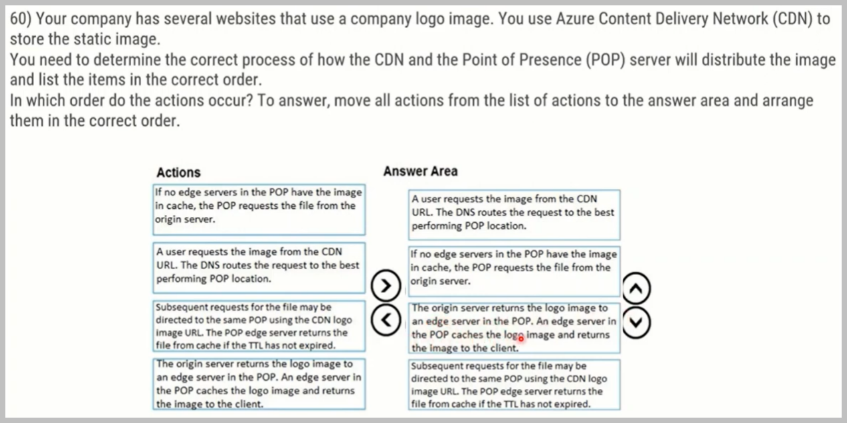 60) Your company has several websites that use a company logo image. You use Azure Content Delivery Network (CDN) to
store the static image.
You need to determine the correct process of how the CDN and the Point of Presence (POP) server will distribute the image
and list the items in the correct order.
In which order do the actions occur? To answer, move all actions from the list of actions to the answer area and arrange
them in the correct order.
Actions
If no edge servers in the POP have the image
in cache, the POP requests the file from the
origin server.
A user requests the image from the CDN
URL. The DNS routes the request to the best
performing POP location.
Subsequent requests for the file may be
directed to the same POP using the CDN logo
image URL. The POP edge server returns the
file from cache if the TTL has not expired.
The origin server returns the logo image to
an edge server in the POP. An edge server in
the POP caches the logo image and returns
the image to the client.
Answer Area
A user requests the image from the CDN
URL. The DNS routes the request to the best
performing POP location.
If no edge servers in the POP have the image
in cache, the POP requests the file from the
origin server.
The origin server returns the logo image to
an edge server in the POP. An edge server in
the POP caches the logo image and returns
the image to the client.
Subsequent requests for the file may be
directed to the same POP using the CDN logo
image URL. The POP edge server returns the
file from cache if the TTL has not expired.